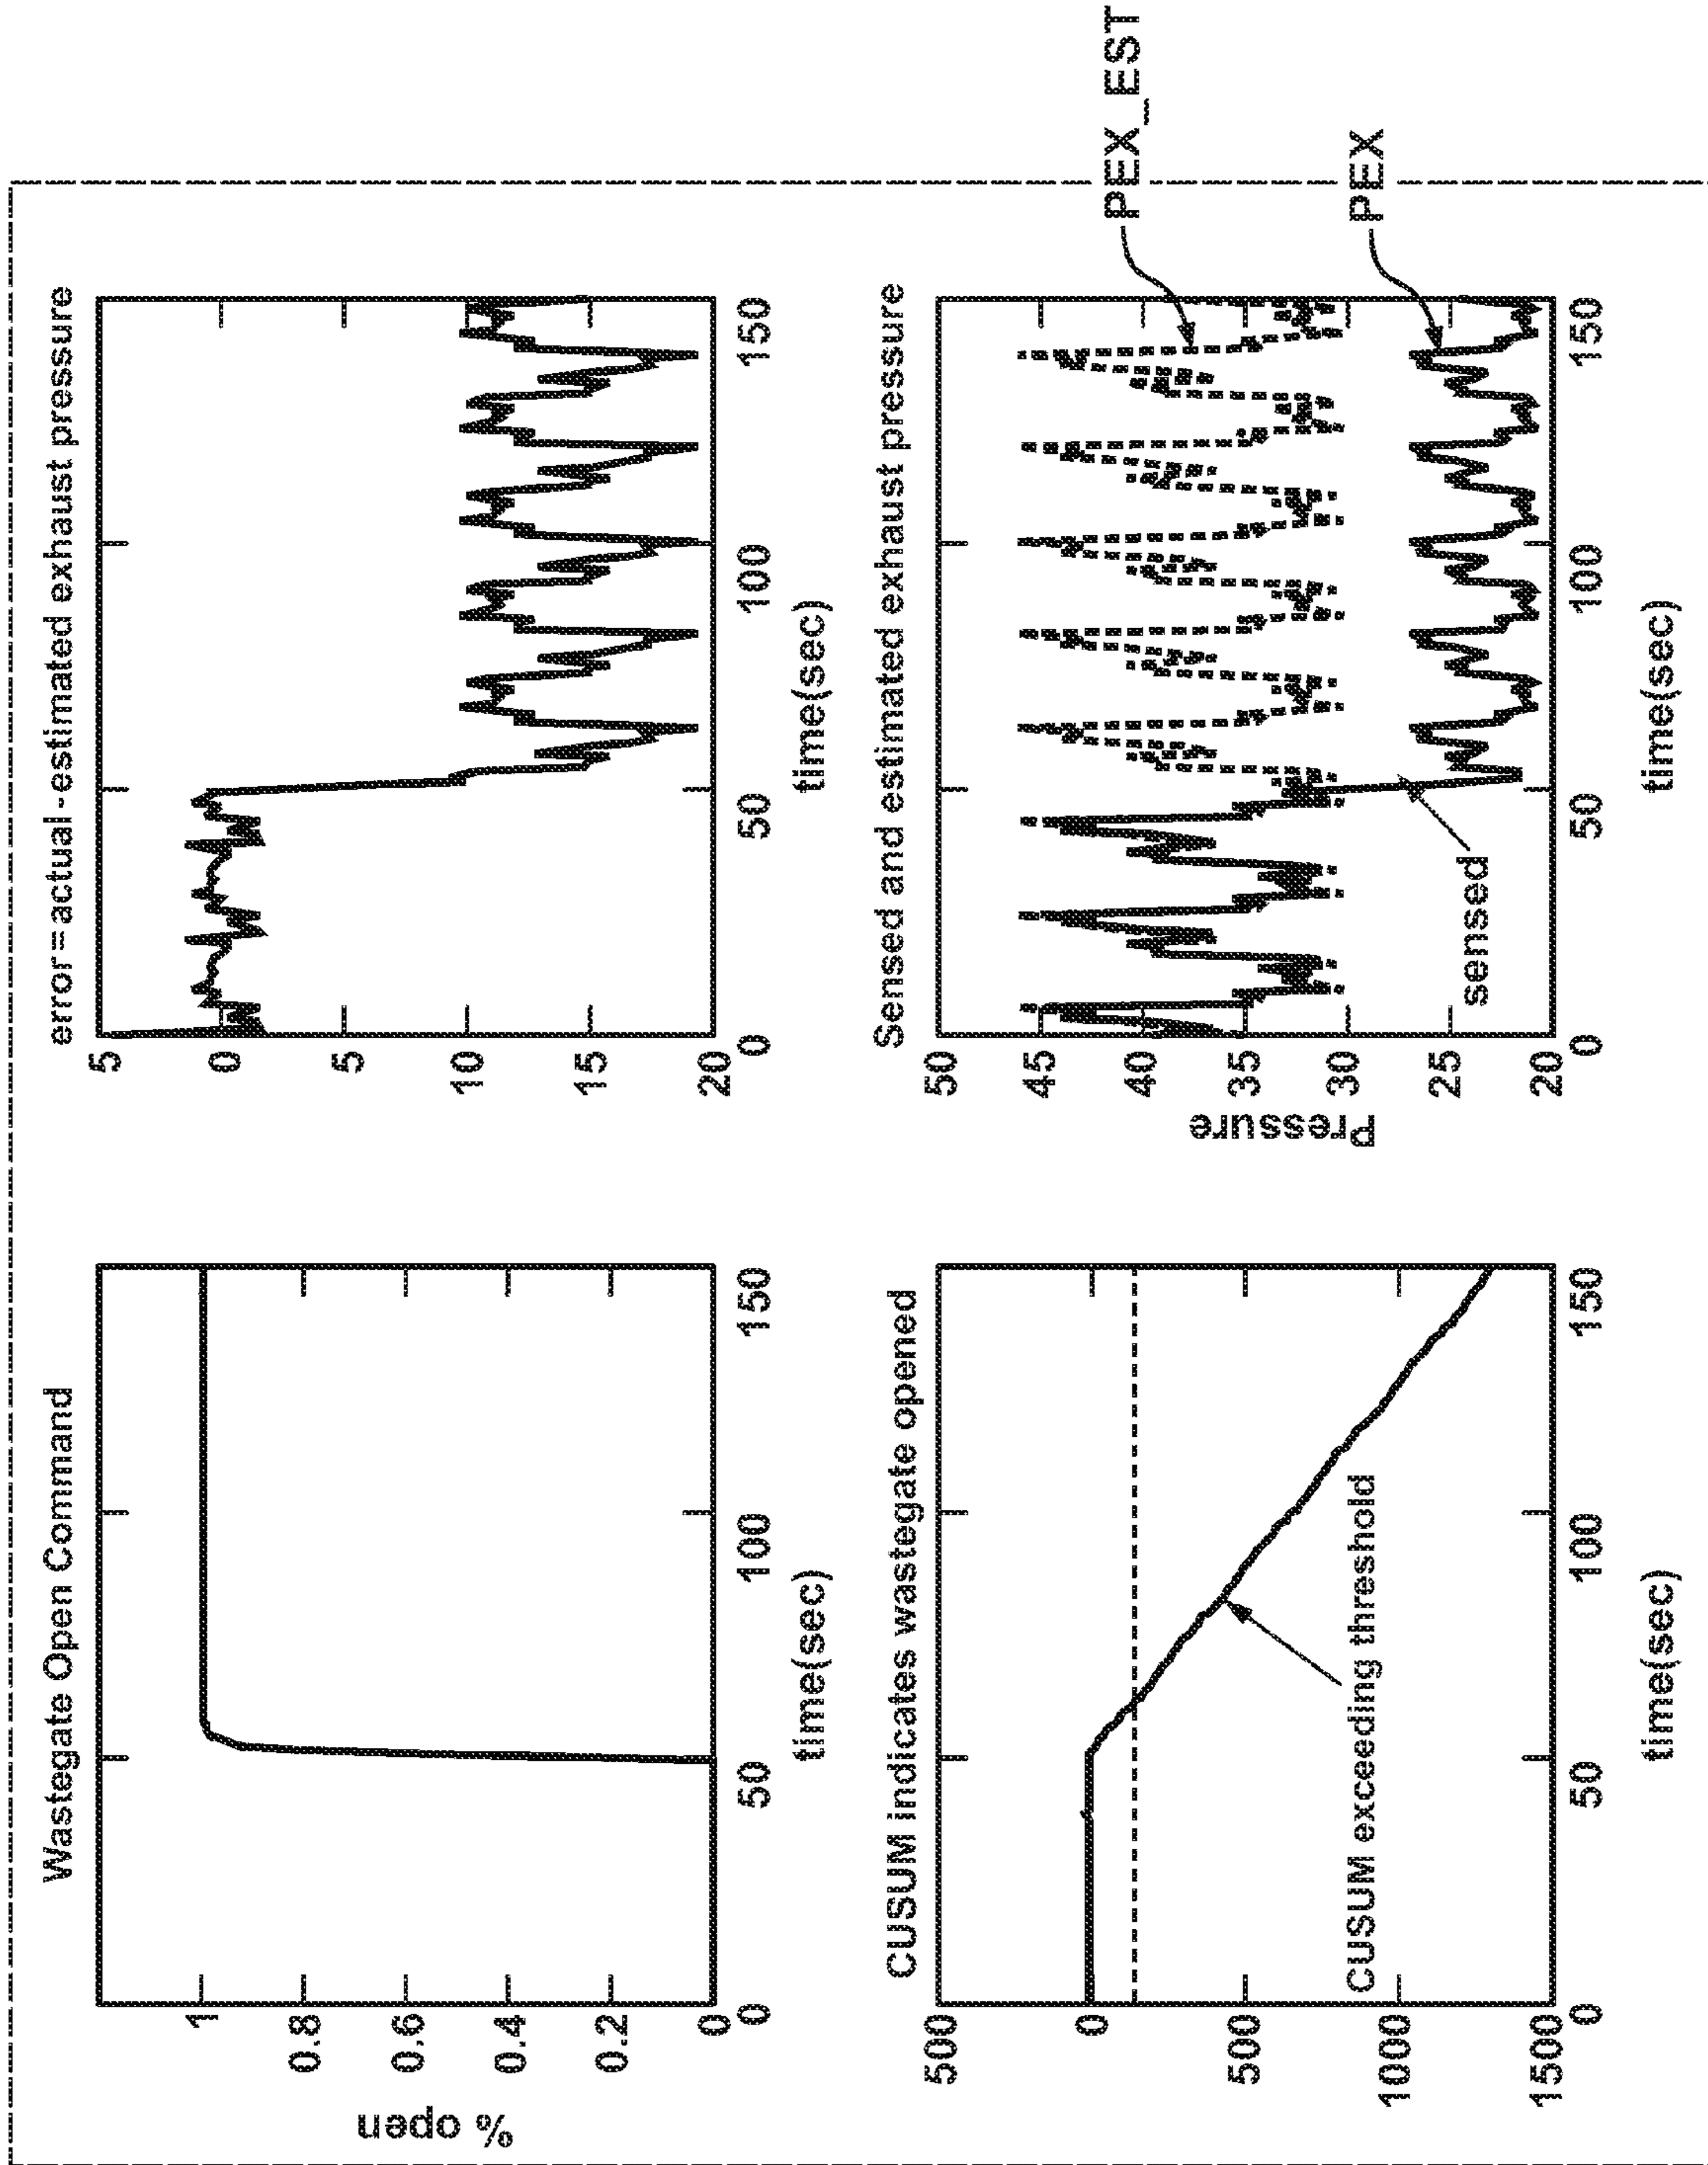 Wastegate Open Command
% open
1
0.8
0.6
0.4
0.2
0
0
50
100
150
time(sec)
error=actual-estimated exhaust pressure
5
0
5
10
15
20
0
50
100
150
time(sec)
CUSUM indicates wastegate opened
500
0
500
1000
1500
CUSUM exceeding threshold
0
50
100
150
time(sec)
Sensed and estimated exhaust pressure
Pressure
50
45
40
35
30
25
20
sensed
PEX_EST
PEX
0
50
100
150
time(sec)